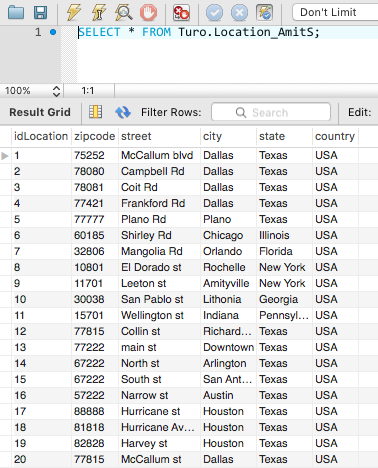 Don't Limit
1 SELECT * FROM Turo.Location_AmitS;
100% 1:1
Result Grid Filter Rows: Search Edit:
idLocation zipcode street city state country
1 75252 McCallum blvd Dallas Texas USA
2 78080 Campbell Rd Dallas Texas USA
3 78081 Coit Rd Dallas Texas USA
4 77421 Frankford Rd Dallas Texas USA
5 77777 Plano Rd Plano Texas USA
6 60185 Shirley Rd Chicago Illinois USA
7 32806 Mangolia Rd Orlando Florida USA
8 10801 El Dorado st Rochelle New York USA
9 11701 Leeton st Amityville New York USA
10 30038 San Pablo st Lithonia Georgia USA
11 15701 Wellington st Indiana Pennsyl... USA
12 77815 Collin st Richard... Texas USA
13 77222 main st Downtown Texas USA
14 67222 North st Arlington Texas USA
15 67222 South st San Ant... Texas USA
16 57222 Narrow st Austin Texas USA
17 88888 Hurricane st Houston Texas USA
18 81818 Hurricane Av... Houston Texas USA
19 82828 Harvey st Houston Texas USA
20 77815 McCallum st Dallas Texas USA